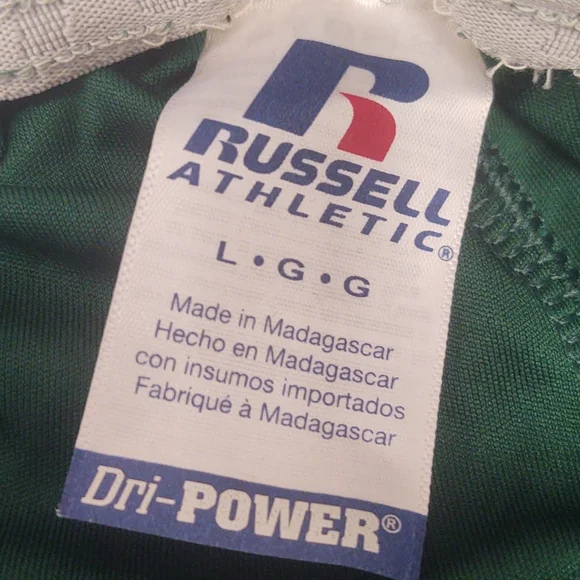 RUSSELL
ATHLETIC®
L • G • G
Made in Madagascar
Hecho en Madagascar
con insumos importados
Fabriqué à Madagascar
Dri-POWER®